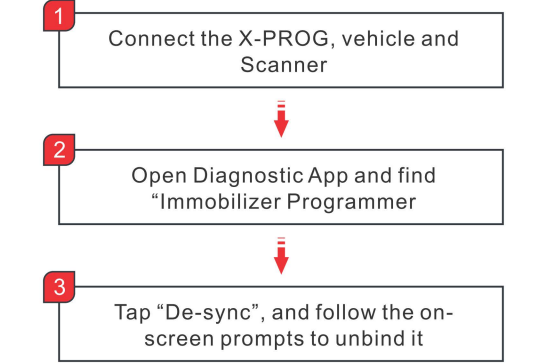 1
Connect the X-PROG, vehicle and
Scanner
2
Open Diagnostic App and find
“Immobilizer Programmer
3
Tap “De-sync”, and follow the on-
screen prompts to unbind it